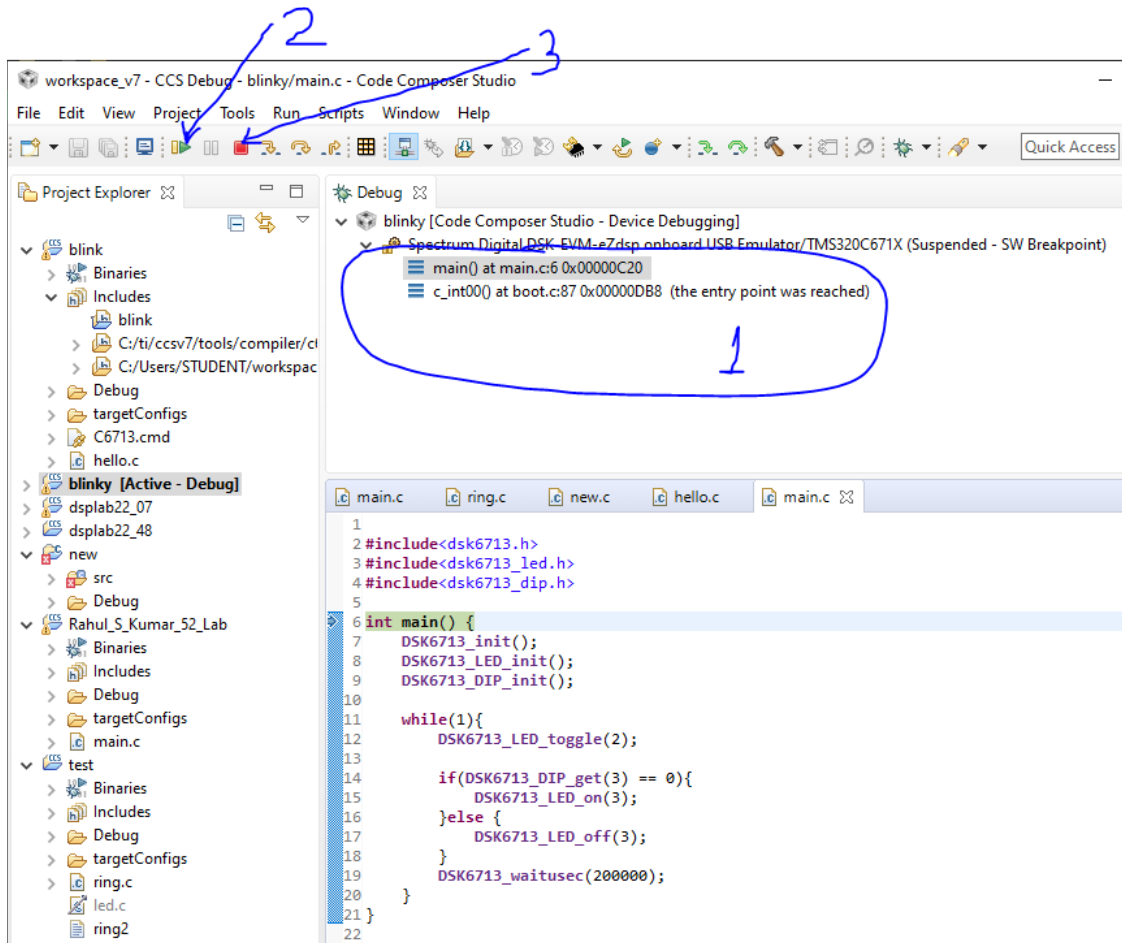 2
3
workspace_v7 - CCS Debug - blinky/main.c - Code Composer Studio
File Edit View Project Tools Run Scripts Window Help
Quick Access
Project Explorer
blink
Binaries
Includes
blink
C:/ti/ccsv7/tools/compiler/c
C:/Users/STUDENT/workspac
Debug
targetConfigs
C6713.cmd
hello.c
blinky [Active - Debug]
dsplab22_07
dsplab22_48
new
src
Debug
Rahul_S_Kumar_52_Lab
Binaries
Includes
Debug
targetConfigs
main.c
test
Binaries
Includes
Debug
targetConfigs
ring.c
led.c
ring2
Debug
blinky [Code Composer Studio - Device Debugging]
Spectrum Digital DSK-EVM-eZdsp onboard USB Emulator/TMS320C671X (Suspended - SW Breakpoint)
main() at main.c:6 0x00000C20
c_int00() at boot.c:87 0x00000DB8 (the entry point was reached)
1
main.c ring.c new.c hello.c main.c
1
2 #include<dsk6713.h>
3 #include<dsk6713_led.h>
4 #include<dsk6713_dip.h>
5
6 int main() {
7 DSK6713_init();
8 DSK6713_LED_init();
9 DSK6713_DIP_init();
10
11 while(1){
12 DSK6713_LED_toggle(2);
13
14 if(DSK6713_DIP_get(3) == 0){
15 DSK6713_LED_on(3);
16 }else {
17 DSK6713_LED_off(3);
18 }
19 DSK6713_waitusec(200000);
20 }
21 }
22